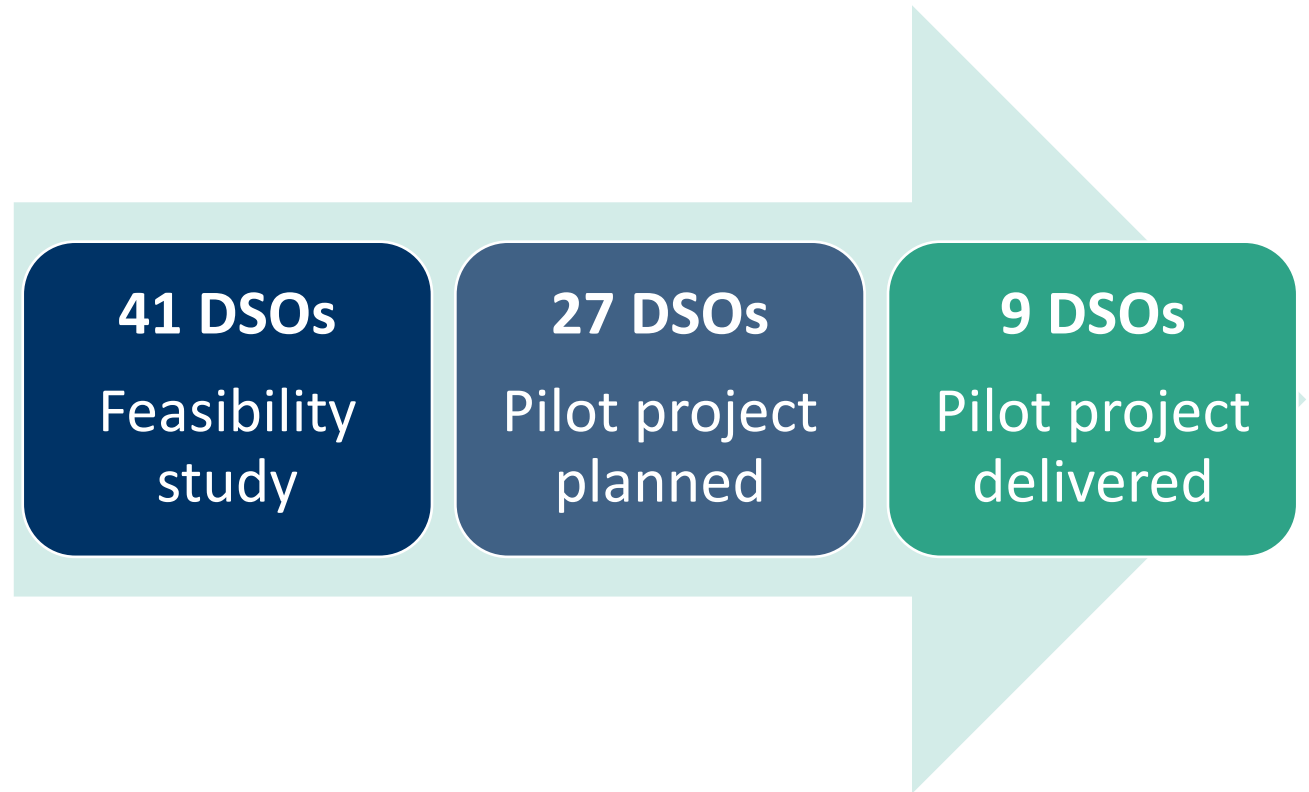 41 DSOs
Feasibility
study
27 DSOs
Pilot project
planned
9 DSOs
Pilot project
delivered